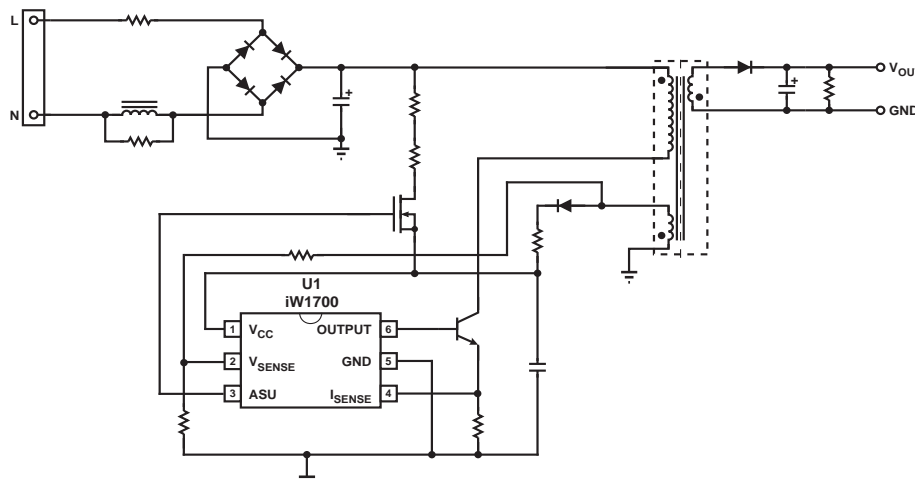 L
+
+
V_OU
N
GND
U1
iW1700
1 V_CC OUTPUT 6
2 V_SENSE GND 5
3 ASU I_SENSE 4